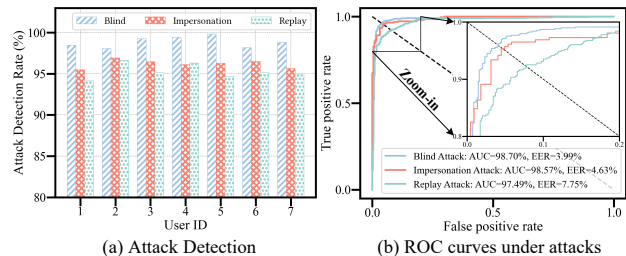 Blind Impersonation Replay
Attack Detection Rate (%)
100
95
90
85
80
1 2 3 4 5 6 7
User ID
(a) Attack Detection
True positive rate
1.0
0.5
0.0
Zoom-in
1.0
0.9
0.8
0.0 0.1 0.2
Blind Attack: AUC=98.70%, EER=3.99%
Impersonation Attack: AUC=98.57%, EER=4.63%
Replay Attack: AUC=97.49%, EER=7.75%
0.0 0.5 1.0
False positive rate
(b) ROC curves under attacks